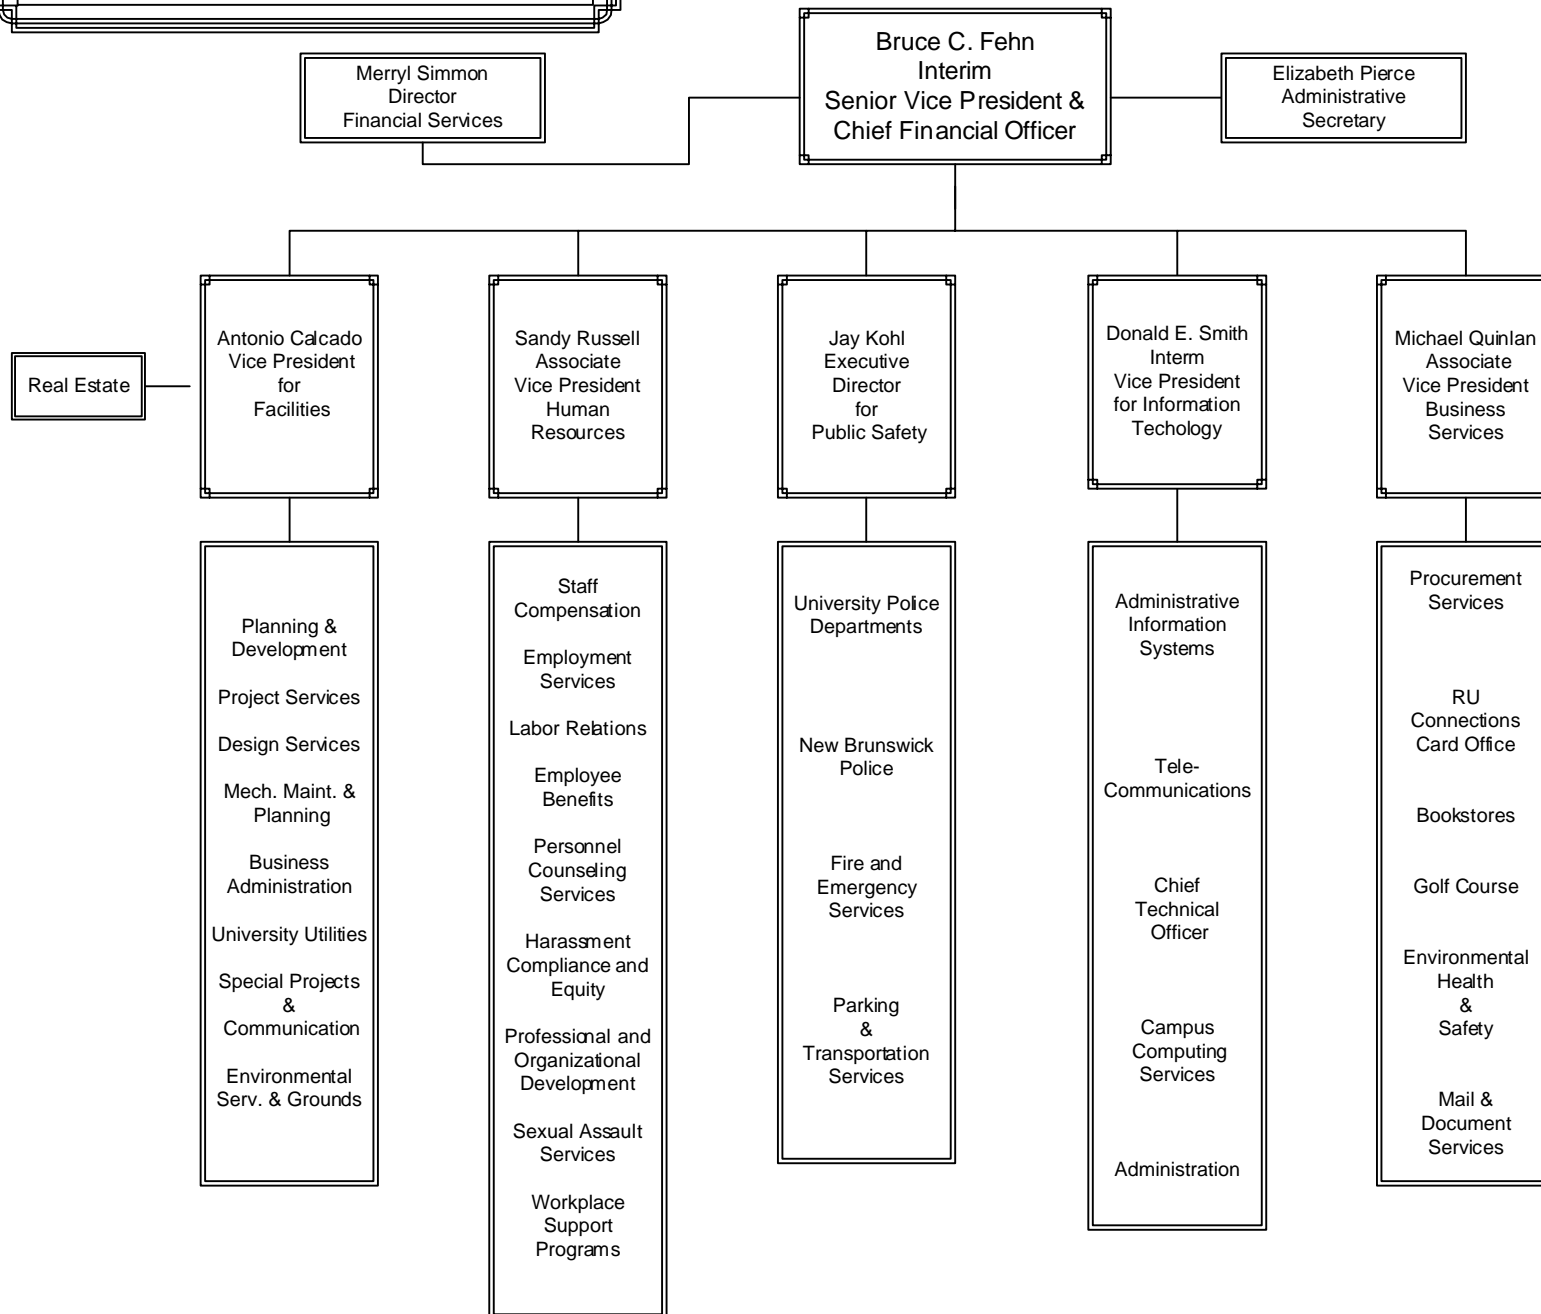 Bruce C. Fehn
Interim
Senior Vice President &
Chief Financial Officer
Merryl Simmon
Director
Financial Services
Elizabeth Pierce
Administrative
Secretary
Real Estate
Antonio Calcado
Vice President
for
Facilities
Sandy Russell
Associate
Vice President
Human
Resources
Jay Kohl
Executive
Director
for
Public Safety
Donald E. Smith
Interm
Vice President
for Information
Techology
Michael Quinlan
Associate
Vice President
Business
Services
Planning &
Development
Project Services
Design Services
Mech. Maint. &
Planning
Business
Administration
University Utilities
Special Projects
&
Communication
Environmental
Serv. & Grounds
Staff
Compensation
Employment
Services
Labor Relations
Employee
Benefits
Personnel
Counseling
Services
Harassment
Compliance and
Equity
Professional and
Organizational
Development
Sexual Assault
Services
Workplace
Support
Programs
University Police
Departments
New Brunswick
Police
Fire and
Emergency
Services
Parking
&
Transportation
Services
Administrative
Information
Systems
Tele-
Communications
Chief
Technical
Officer
Campus
Computing
Services
Administration
Procurement
Services
RU
Connections
Card Office
Bookstores
Golf Course
Environmental
Health
&
Safety
Mail &
Document
Services